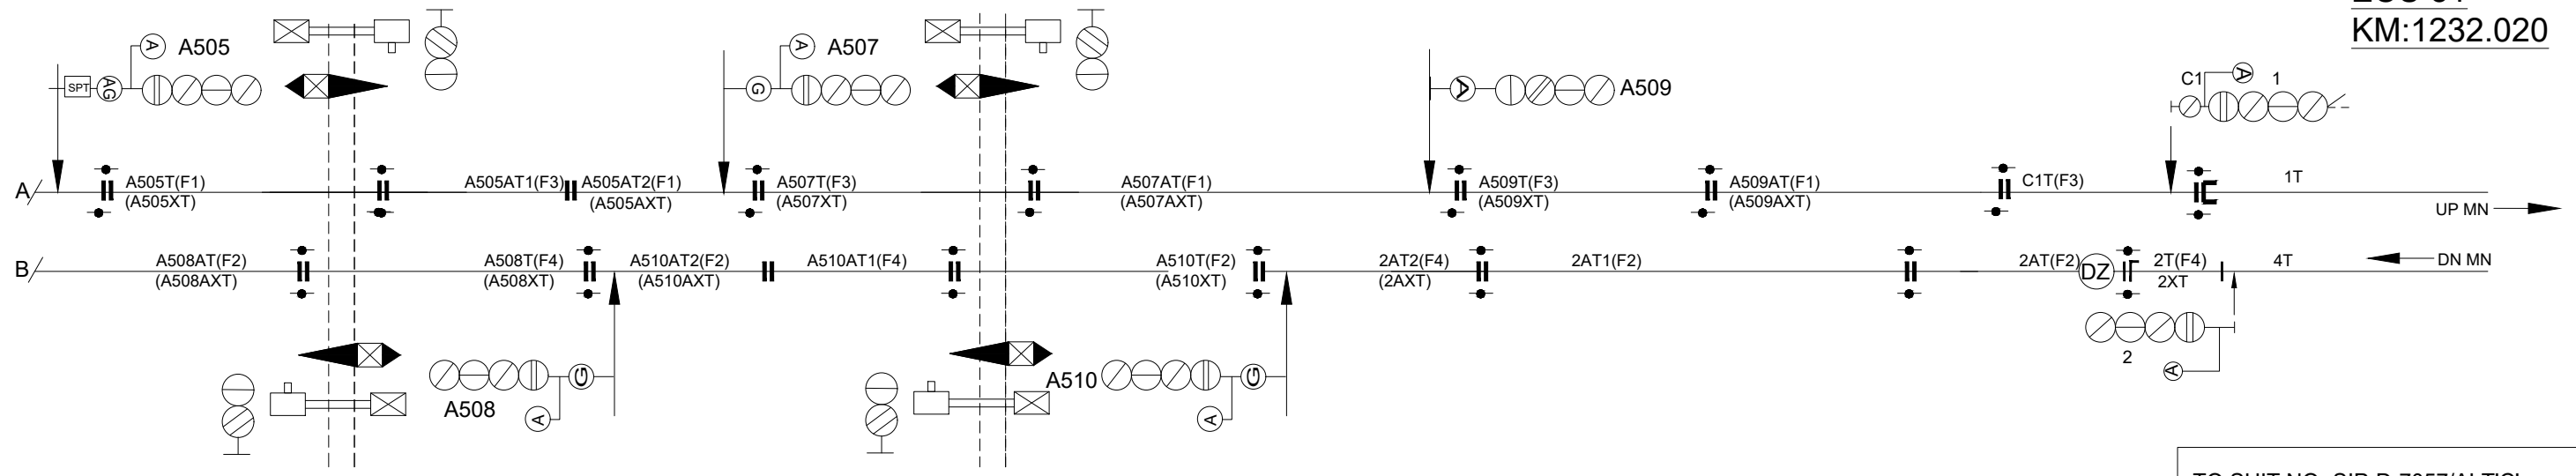 KM:1232.020
A A505
A A507
SPT AG
G
A A509
C1 A 1
A
A505T(F1)
(A505XT)
A505AT1(F3)
A505AT2(F1)
(A505AXT)
A507T(F3)
(A507XT)
A507AT(F1)
(A507AXT)
A509T(F3)
(A509XT)
A509AT(F1)
(A509AXT)
C1T(F3)
1T
UP MN
B
A508AT(F2)
(A508AXT)
A508T(F4)
(A508XT)
A510AT2(F2)
(A510AXT)
A510AT1(F4)
A510T(F2)
(A510XT)
2AT2(F4)
(2AXT)
2AT1(F2)
2AT(F2)
DZ
2T(F4)
2XT
4T
DN MN
A508
G
A
A510
G
A
2
A